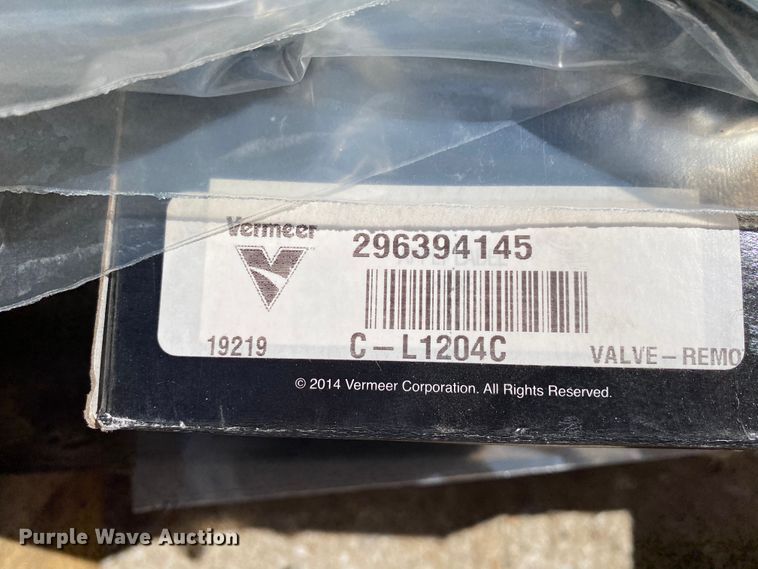 Vermeer
296394145
19219
C-L1204C
VALVE-REMO
© 2014 Vermeer Corporation. All Rights Reserved.
Purple Wave Auction